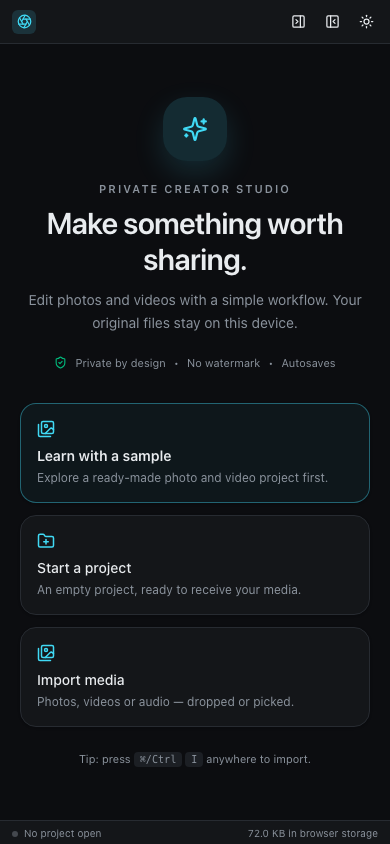 PRIVATE CREATOR STUDIO
Make something worth
sharing.
Edit photos and videos with a simple workflow. Your
original files stay on this device.
Private by design • No watermark • Autosaves
Learn with a sample
Explore a ready-made photo and video project first.
Start a project
An empty project, ready to receive your media.
Import media
Photos, videos or audio — dropped or picked.
Tip: press ⌘/Ctrl I anywhere to import.
No project open 72.0 KB in browser storage